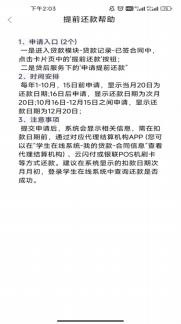 下午2:03
提前还款帮助
1、申请入口 (2个)
一是进入贷款模块-贷款记录-已签合同中,
点击卡片页中的“提前还款”按钮;
二是贷后服务下的“申请提前还款”
2、时间安排
每年1-10月,15日前申请,显示当月20日为
还款日期;16日后申请,显示还款日期为次月
20日;10月16日-12月15日之间申请,显示还
款日期为12月20日;
3、注意事项
提交申请后,系统会显示相关信息,需在扣
款日期前,通过对应代理结算机构APP (您可
以在“学生在线系统-我的贷款-合同信息”查看
代理结算机构)、云闪付或银联POS机刷卡
等方式还款。建议在系统显示的扣款日期次
月月初,登录学生在线系统中查询还款是否
成功。